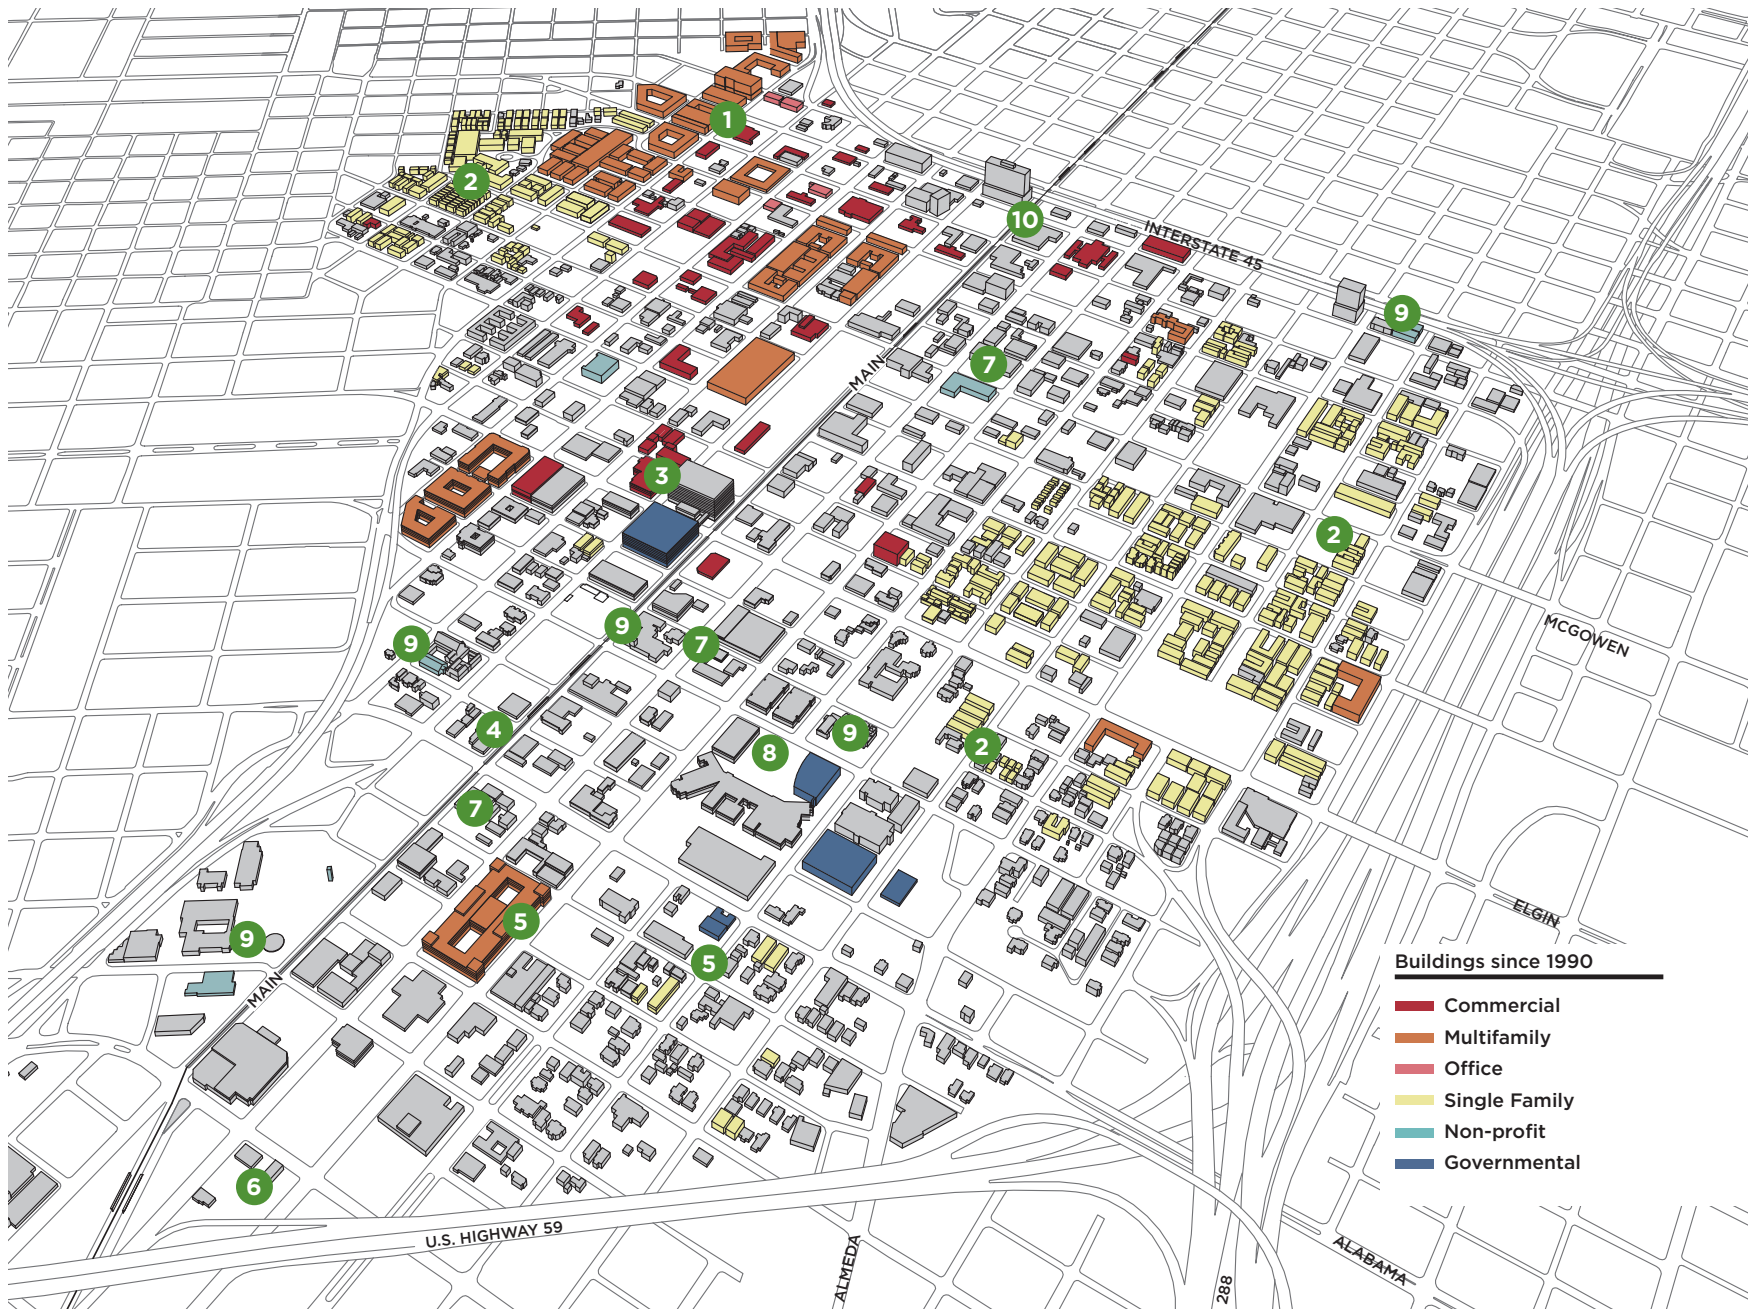 1
2
10
INTERSTATE 45
9
7
MAIN
3
2
MCGOWEN
9
9
7
4
8
9
2
7
5
ELGIN
9
5
MAIN
Buildings since 1990
Commercial
Multifamily
Office
Single Family
Non-profit
Governmental
6
U.S. HIGHWAY 59
ALMEDA
288
ALABAMA